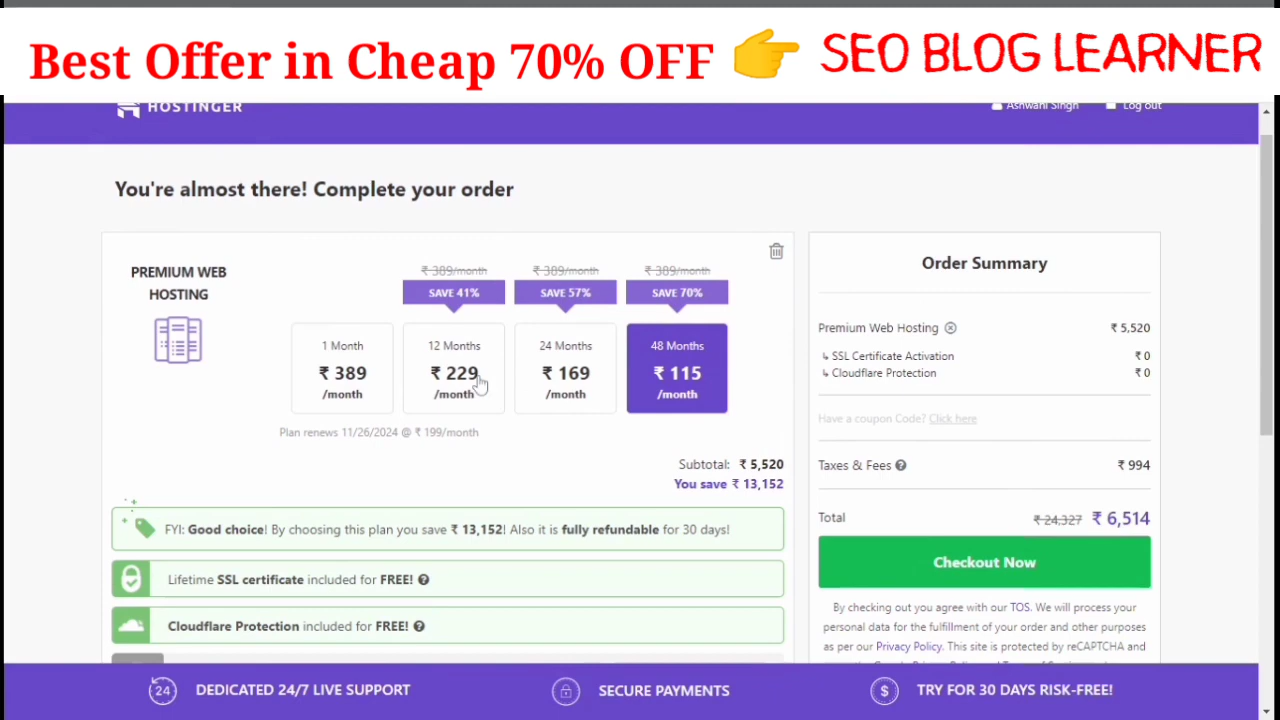 Best Offer in Cheap 70% OFF 👉 SEO BLOG LEARNER
HOSTINGER
Ashwani Singh
Log out
You're almost there! Complete your order
PREMIUM WEB
HOSTING
₹ 389/month
₹ 389/month
₹ 389/month
SAVE 41%
SAVE 57%
SAVE 70%
1 Month
₹ 389
/month
12 Months
₹ 229
/month
24 Months
₹ 169
/month
48 Months
₹ 115
/month
Plan renews 11/26/2024 @ ₹ 199/month
Subtotal: ₹ 5,520
You save ₹ 13,152
FYI: Good choice! By choosing this plan you save ₹ 13,152! Also it is fully refundable for 30 days!
Lifetime SSL certificate included for FREE!
Cloudflare Protection included for FREE!
Order Summary
Premium Web Hosting ₹ 5,520
↳ SSL Certificate Activation ₹ 0
↳ Cloudflare Protection ₹ 0
Have a coupon Code? Click here
Taxes & Fees ₹ 994
Total ₹ 24,327 ₹ 6,514
Checkout Now
By checking out you agree with our TOS. We will process your
personal data for the fulfillment of your order and other purposes
as per our Privacy Policy. This site is protected by reCAPTCHA and
24 DEDICATED 24/7 LIVE SUPPORT
SECURE PAYMENTS
$ TRY FOR 30 DAYS RISK-FREE!